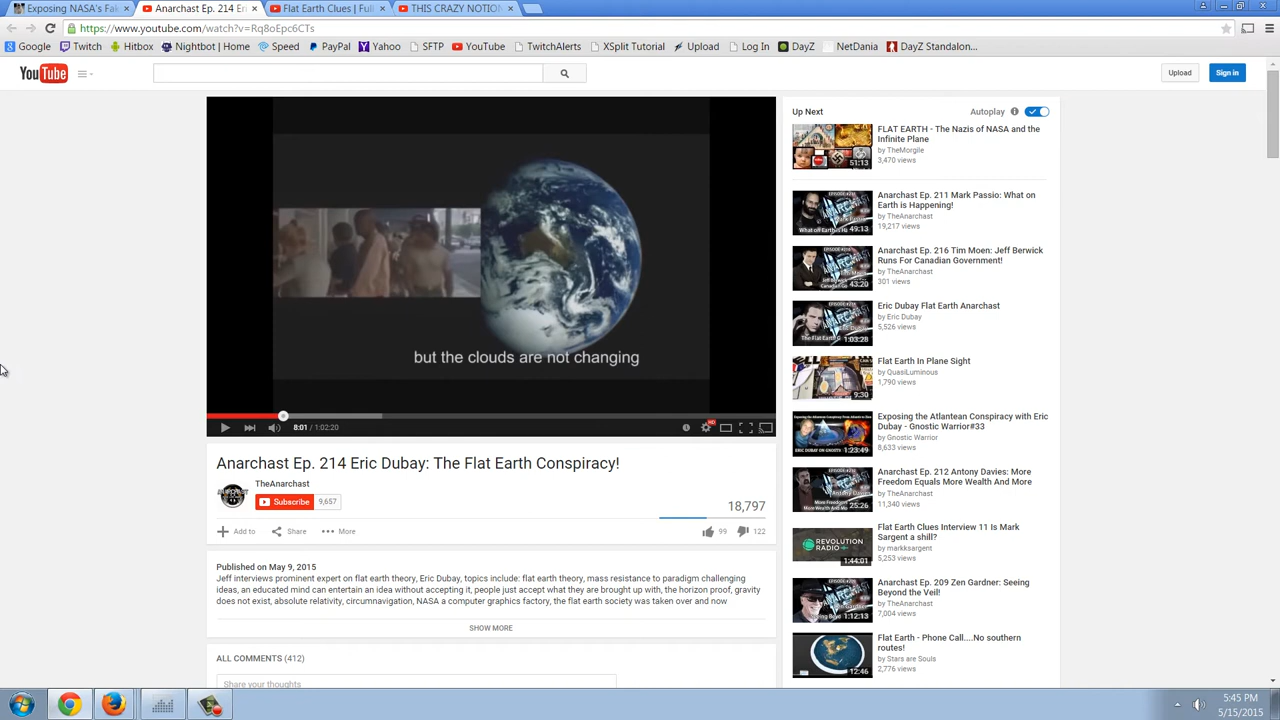 Exposing NASA's Fak
Anarchast Ep. 214 Eri
Flat Earth Clues | Full
THIS CRAZY NOTION
https://www.youtube.com/watch?v=Rq8oEpc6CTs
Google
Twitch
Hitbox
Nightbot | Home
Speed
PayPal
Yahoo
SFTP
YouTube
TwitchAlerts
XSplit Tutorial
Upload
Log In
DayZ
NetDania
DayZ Standalon...
YouTube
Upload
Sign in
but the clouds are not changing
8:01 / 1:02:20
HD
Anarchast Ep. 214 Eric Dubay: The Flat Earth Conspiracy!
TheAnarchast
Subscribe
9,657
18,797
Add to
Share
More
99
122
Published on May 9, 2015
Jeff interviews prominent expert on flat earth theory, Eric Dubay, topics include: flat earth theory, mass resistance to paradigm challenging
ideas, an educated mind can entertain an idea without accepting it, people just accept what they are brought up with, the horizon proof, gravity
does not exist, absolute relativity, circumnavigation, NASA a computer graphics factory, the flat earth society was taken over and now
SHOW MORE
ALL COMMENTS (412)
Share your thoughts
Up Next
Autoplay
51:13
FLAT EARTH - The Nazis of NASA and the
Infinite Plane
by TheMorgile
3,470 views
49:13
Anarchast Ep. 211 Mark Passio: What on
Earth is Happening!
by TheAnarchast
19,217 views
43:20
Anarchast Ep. 216 Tim Moen: Jeff Berwick
Runs For Canadian Government!
by TheAnarchast
301 views
1:03:28
Eric Dubay Flat Earth Anarchast
by Eric Dubay
5,526 views
9:30
Flat Earth In Plane Sight
by QuasiLuminous
1,790 views
1:23:49
Exposing the Atlantean Conspiracy with Eric
Dubay - Gnostic Warrior#33
by Gnostic Warrior
8,633 views
25:26
Anarchast Ep. 212 Antony Davies: More
Freedom Equals More Wealth And More
by TheAnarchast
11,340 views
REVOLUTION
RADIO
1:44:01
Flat Earth Clues Interview 11 Is Mark
Sargent a shill?
by markksargent
5,253 views
1:12:13
Anarchast Ep. 209 Zen Gardner: Seeing
Beyond the Veil!
by TheAnarchast
7,004 views
12:46
Flat Earth - Phone Call....No southern
routes!
by Stars are Souls
2,776 views
5:45 PM
5/15/2015